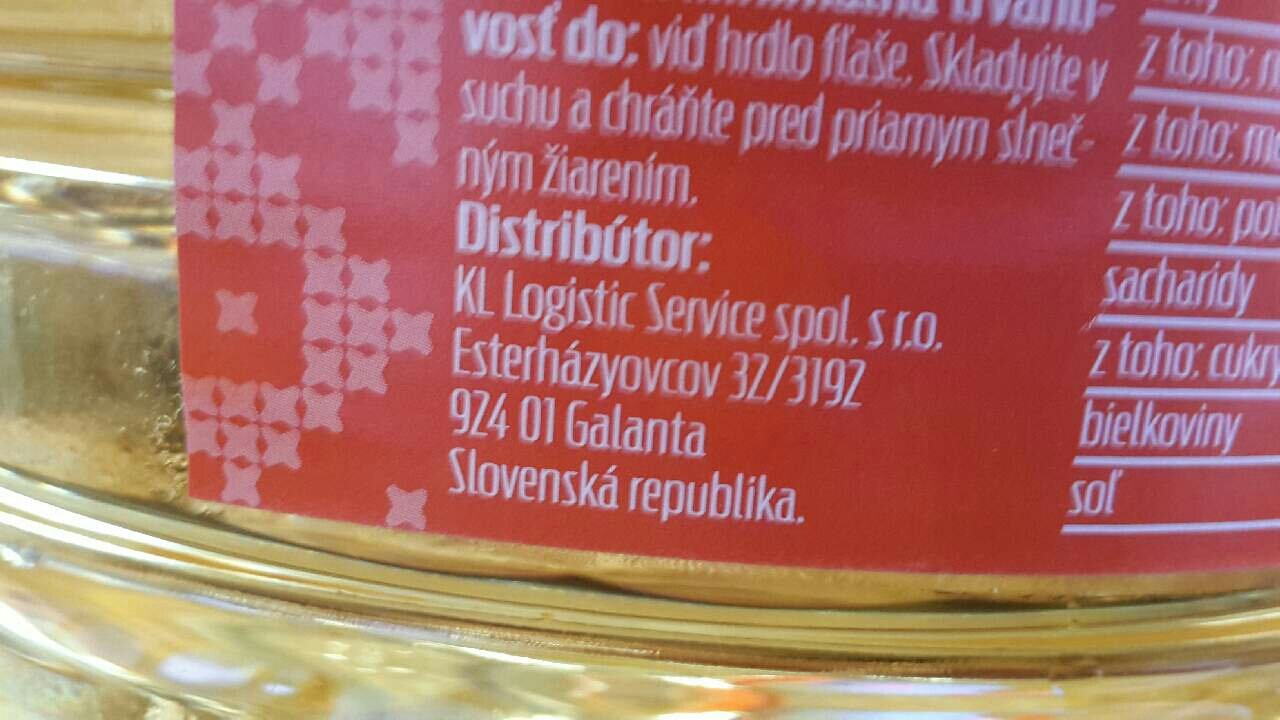 trvanli-
vosť do: viď hrdlo fľaše. Skladujte v
suchu a chráňte pred priamym slneč-
ným žiarením.
Distribútor:
KL Logistic Service spol. s r.o.
Esterházyovcov 32/3192
924 01 Galanta
Slovenská republika.
z toho:
z toho:
z toho:
sacharidy
z toho: cukry
bielkoviny
soľ